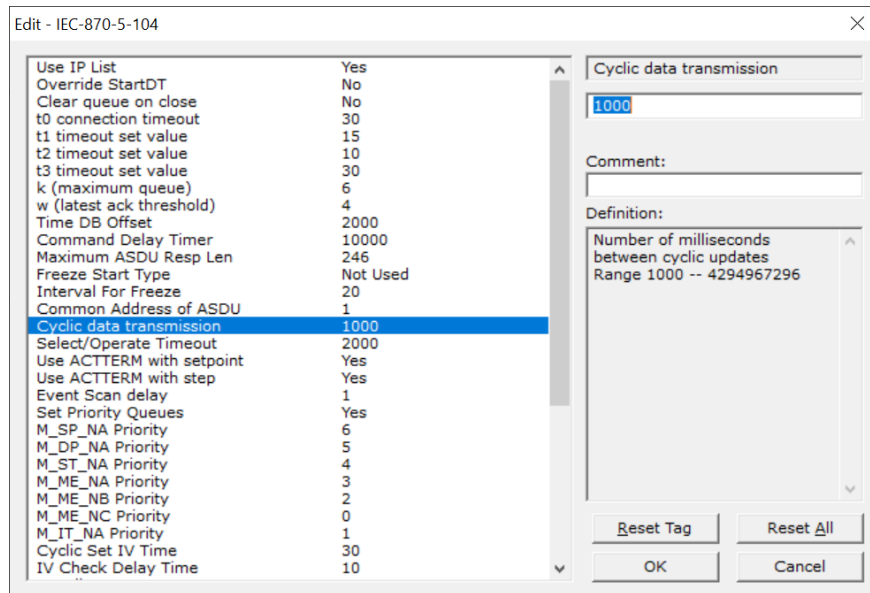 Edit - IEC-870-5-104
Use IP List Yes
Override StartDT No
Clear queue on close No
t0 connection timeout 30
t1 timeout set value 15
t2 timeout set value 10
t3 timeout set value 30
k (maximum queue) 6
w (latest ack threshold) 4
Time DB Offset 2000
Command Delay Timer 10000
Maximum ASDU Resp Len 246
Freeze Start Type Not Used
Interval For Freeze 20
Common Address of ASDU 1
Cyclic data transmission 1000
Select/Operate Timeout 2000
Use ACTTERM with setpoint Yes
Use ACTTERM with step Yes
Event Scan delay 1
Set Priority Queues Yes
M_SP_NA Priority 6
M_DP_NA Priority 5
M_ST_NA Priority 4
M_ME_NA Priority 3
M_ME_NB Priority 2
M_ME_NC Priority 0
M_IT_NA Priority 1
Cyclic Set IV Time 30
IV Check Delay Time 10
Cyclic data transmission
1000
Comment:
Definition:
Number of milliseconds
between cyclic updates
Range 1000 -- 4294967296
Reset Tag Reset All
OK Cancel